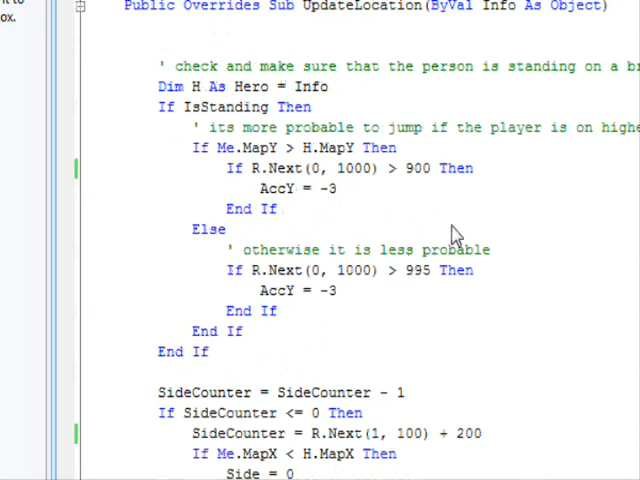 t to
ox.
Public Overrides Sub UpdateLocation(ByVal Info As Object)
' check and make sure that the person is standing on a
Dim H As Hero = Info
If IsStanding Then
' its more probable to jump if the player is on
If Me.MapY > H.MapY Then
If R.Next(0, 1000) > 900 Then
AccY = -3
End If
Else
' otherwise it is less probable
If R.Next(0, 1000) > 995 Then
AccY = -3
End If
End If
End If
SideCounter = SideCounter - 1
If SideCounter <= 0 Then
SideCounter = R.Next(1, 100) + 200
If Me.MapX < H.MapX Then
Side = 0